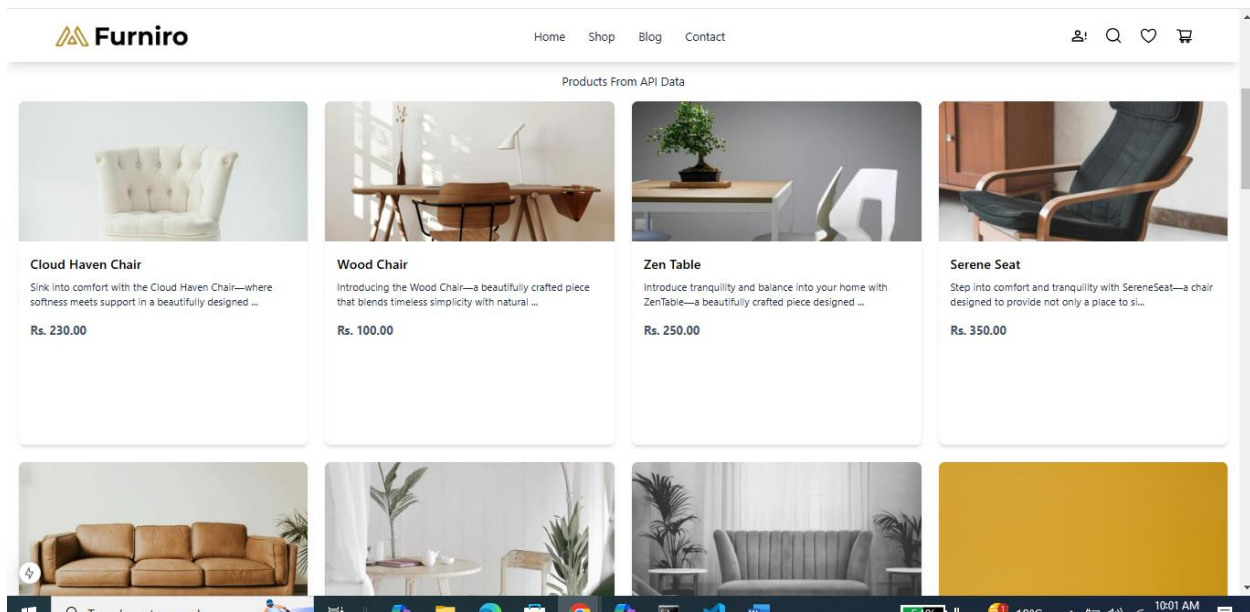 Furniro
Home Shop Blog Contact
Products From API Data
Cloud Haven Chair
Sink into comfort with the Cloud Haven Chair—where
softness meets support in a beautifully designed ...
Rs. 230.00
Wood Chair
Introducing the Wood Chair—a beautifully crafted piece
that blends timeless simplicity with natural ...
Rs. 100.00
Zen Table
Introduce tranquility and balance into your home with
ZenTable—a beautifully crafted piece designed ...
Rs. 250.00
Serene Seat
Step into comfort and tranquility with SereneSeat—a chair
designed to provide not only a place to si...
Rs. 350.00
10:01 AM